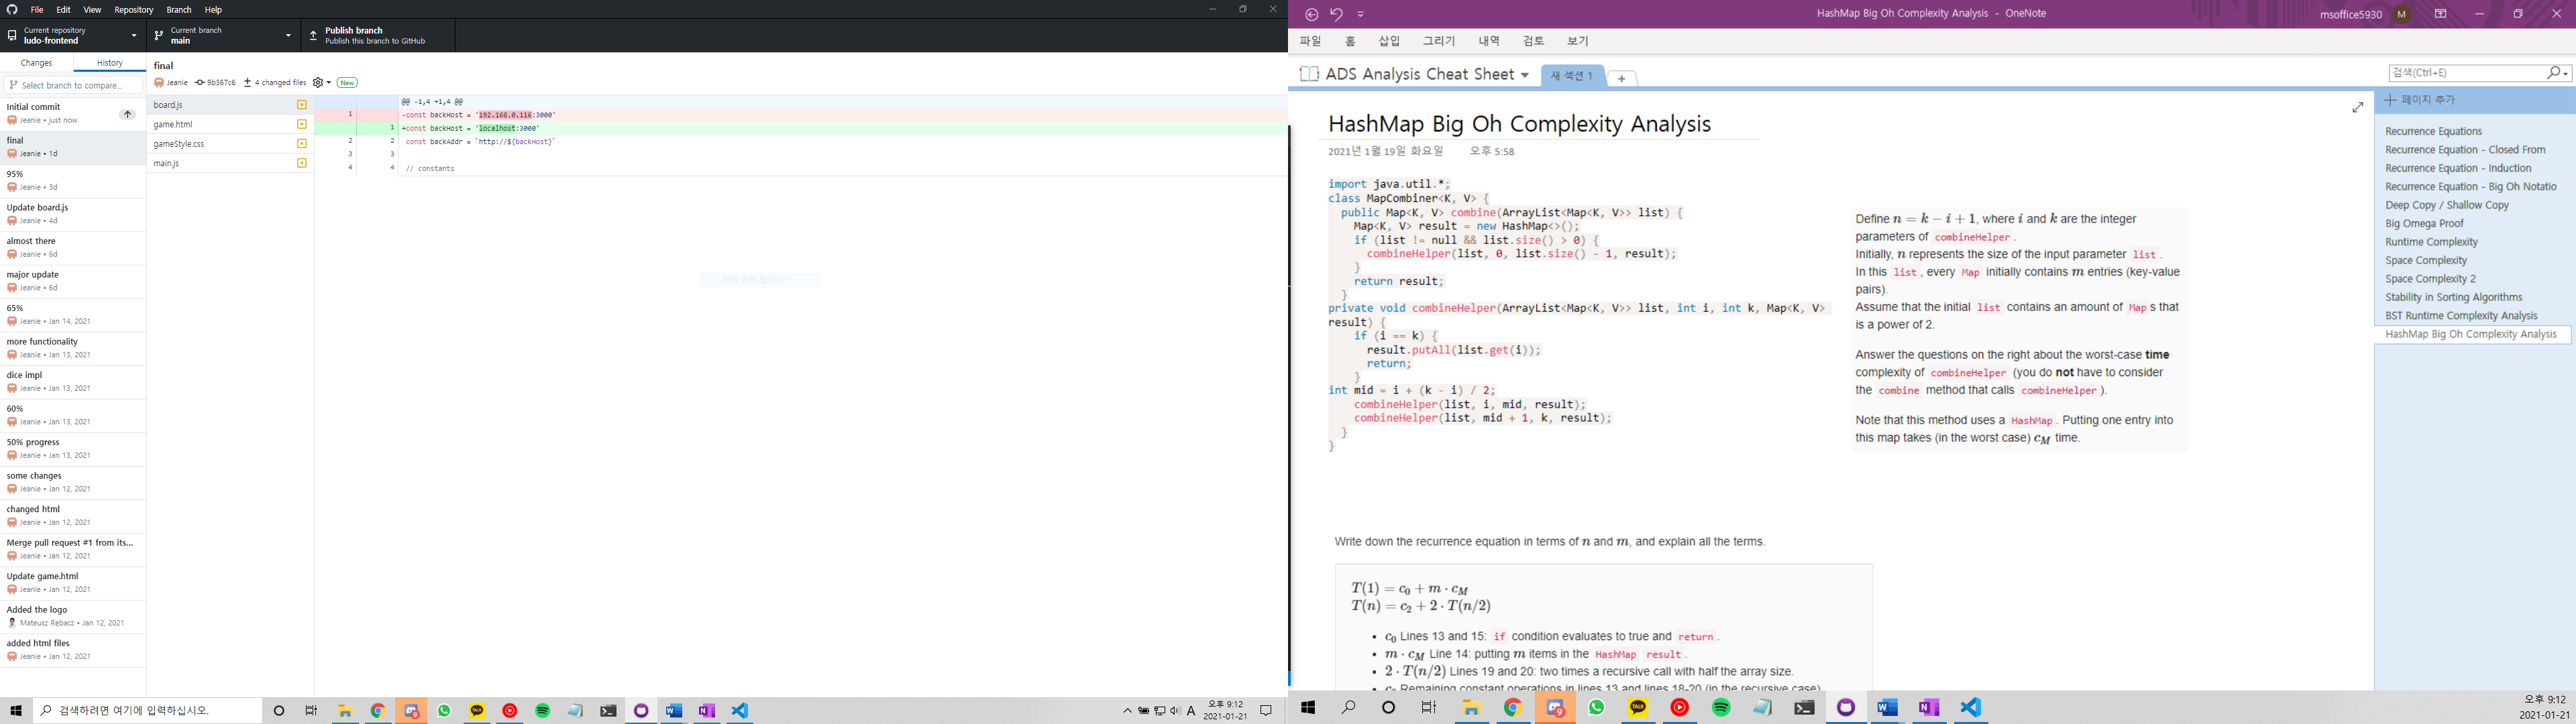 File Edit View Repository Branch Help
Current repository
ludo-frontend
Current branch
main
Publish branch
Publish this branch to GitHub
Changes History
Select branch to compare...
Initial commit
Jeanie • just now
final
Jeanie • 1d
95%
Jeanie • 3d
Update board.js
Jeanie • 4d
almost there
Jeanie • 6d
major update
Jeanie • 6d
65%
Jeanie • Jan 14, 2021
more functionality
Jeanie • Jan 13, 2021
dice impl
Jeanie • Jan 13, 2021
60%
Jeanie • Jan 13, 2021
50% progress
Jeanie • Jan 13, 2021
some changes
Jeanie • Jan 12, 2021
changed html
Jeanie • Jan 12, 2021
Merge pull request #1 from its...
Jeanie • Jan 12, 2021
Update game.html
Jeanie • Jan 12, 2021
Added the logo
Mateusz Rębacz • Jan 12, 2021
added html files
Jeanie • Jan 12, 2021
final
Jeanie 9b367c6 4 changed files New
board.js
game.html
gameStyle.css
main.js
@@ -1,4 +1,4 @@
1 -const backHost = '192.168.0.116:3000'
1 +const backHost = 'localhost:3000'
2 2 const backAddr = `http://${backHost}`
3 3
4 4 // constants
검색하려면 여기에 입력하십시오.
TALK
9
A
오후 9:12
2021-01-21
HashMap Big Oh Complexity Analysis - OneNote
msoffice5930 M
파일 홈 삽입 그리기 내역 검토 보기
ADS Analysis Cheat Sheet 새 섹션 1 +
검색(Ctrl+E)
페이지 추가
Recurrence Equations
Recurrence Equation - Closed From
Recurrence Equation - Induction
Recurrence Equation - Big Oh Notatio
Deep Copy / Shallow Copy
Big Omega Proof
Runtime Complexity
Space Complexity
Space Complexity 2
Stability in Sorting Algorithms
BST Runtime Complexity Analysis
HashMap Big Oh Complexity Analysis
HashMap Big Oh Complexity Analysis
2021년 1월 19일 화요일 오후 5:58
import java.util.*;
class MapCombiner<K, V> {
public Map<K, V> combine(ArrayList<Map<K, V>> list) {
Map<K, V> result = new HashMap<>();
if (list != null && list.size() > 0) {
combineHelper(list, 0, list.size() - 1, result);
}
return result;
}
private void combineHelper(ArrayList<Map<K, V>> list, int i, int k, Map<K, V>
result) {
if (i == k) {
result.putAll(list.get(i));
return;
}
int mid = i + (k - i) / 2;
combineHelper(list, i, mid, result);
combineHelper(list, mid + 1, k, result);
}
}
Define n = k − i + 1, where i and k are the integer
parameters of combineHelper.
Initially, n represents the size of the input parameter list.
In this list, every Map initially contains m entries (key-value
pairs).
Assume that the initial list contains an amount of Maps that
is a power of 2.
Answer the questions on the right about the worst-case time
complexity of combineHelper (you do not have to consider
the combine method that calls combineHelper).
Note that this method uses a HashMap. Putting one entry into
this map takes (in the worst case) c_M time.
Write down the recurrence equation in terms of n and m, and explain all the terms.
T(1) = c₀ + m · c_M
T(n) = c₂ + 2 · T(n/2)
• c₀ Lines 13 and 15: if condition evaluates to true and return.
• m · c_M Line 14: putting m items in the HashMap result.
• 2 · T(n/2) Lines 19 and 20: two times a recursive call with half the array size.
• c₂ Remaining constant operations in lines 13 and lines 18-20 (in the recursive case)
TALK
9
오후 9:12
2021-01-21